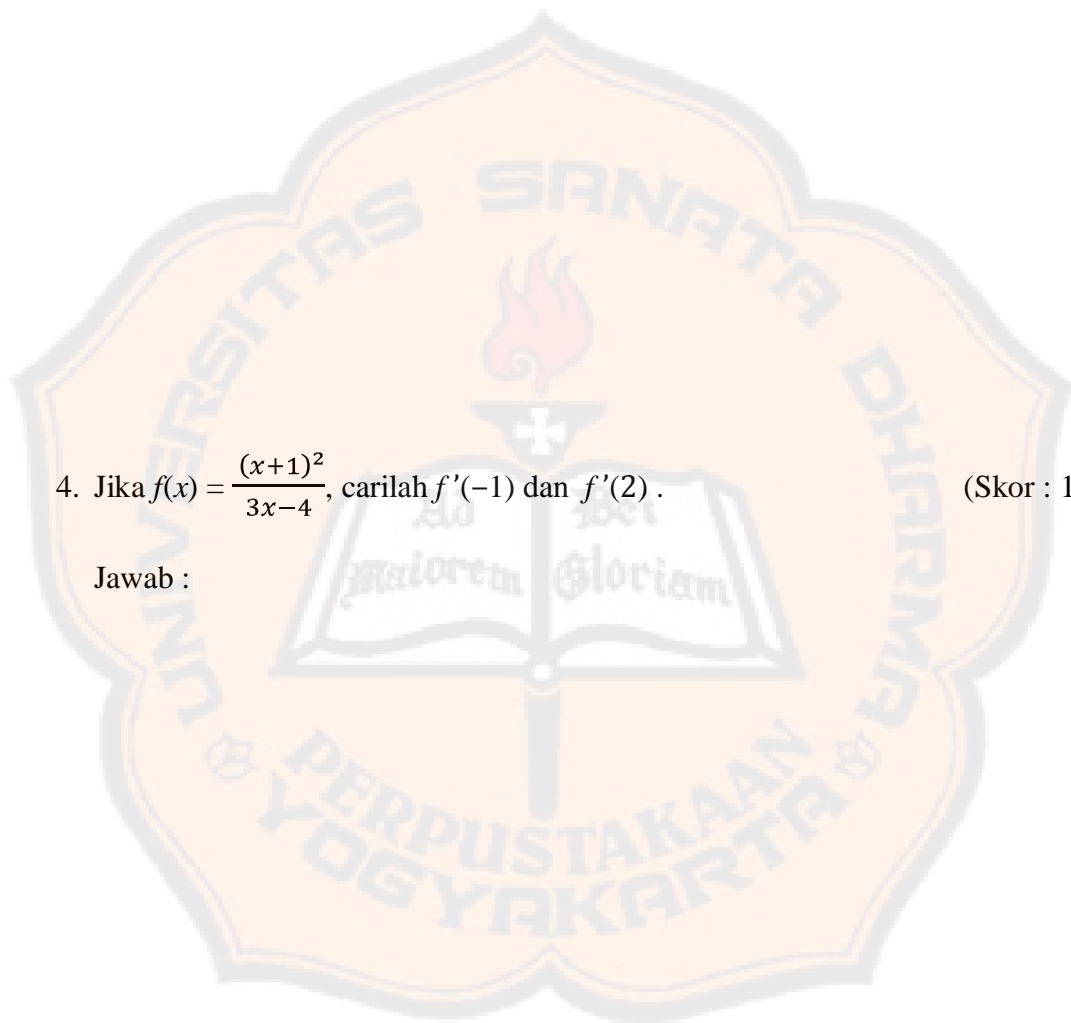 UNIVERSITAS SANATA DHARMA
4. Jika f(x) = (x+1)²/(3x−4), carilah f ’(−1) dan f ’(2) . (Skor : 1
Ad Dei
Maiorem Gloriam
Jawab :
PERPUSTAKAAN
YOGYAKARTA